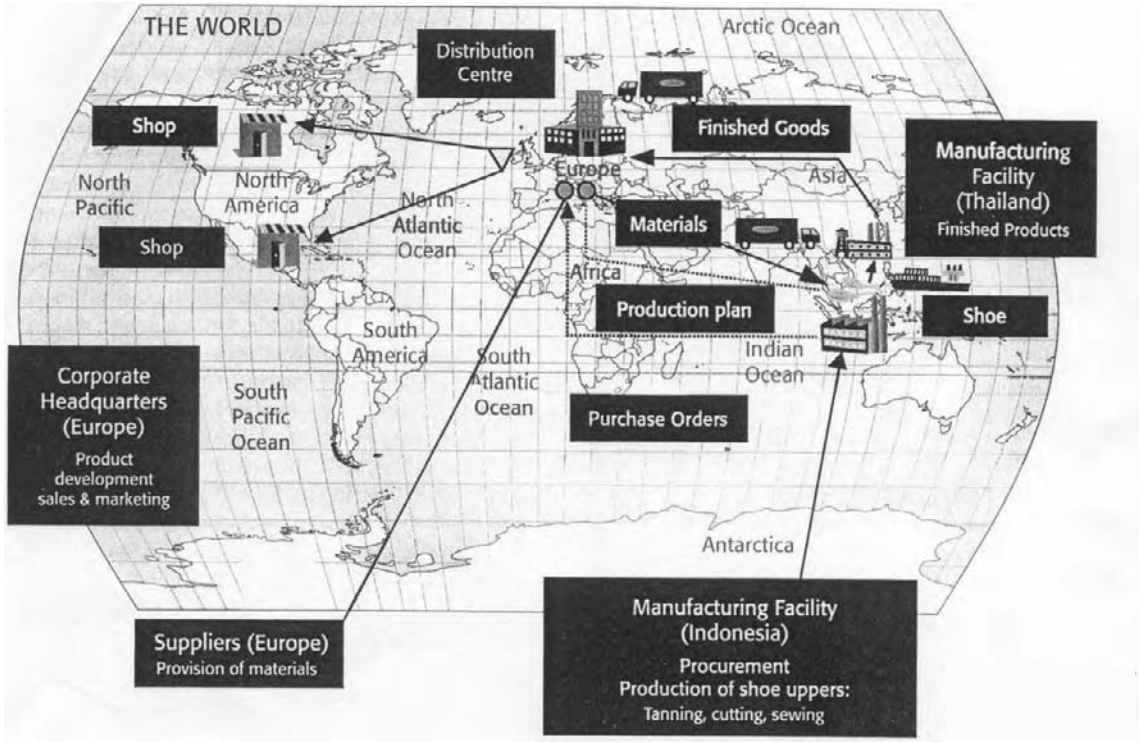 THE WORLD
Arctic Ocean
Distribution
Centre
Shop
Finished Goods
Manufacturing
Facility
(Thailand)
Finished Products
North
Pacific
North
America
Europe
Asia
North
Atlantic
Ocean
Shop
Materials
Africa
Production plan
Shoe
South
America
South
Atlantic
Ocean
Indian
Ocean
Corporate
Headquarters
(Europe)
Product
development
sales & marketing
South
Pacific
Ocean
Purchase Orders
Antarctica
Suppliers (Europe)
Provision of materials
Manufacturing Facility
(Indonesia)
Procurement
Production of shoe uppers:
Tanning, cutting, sewing